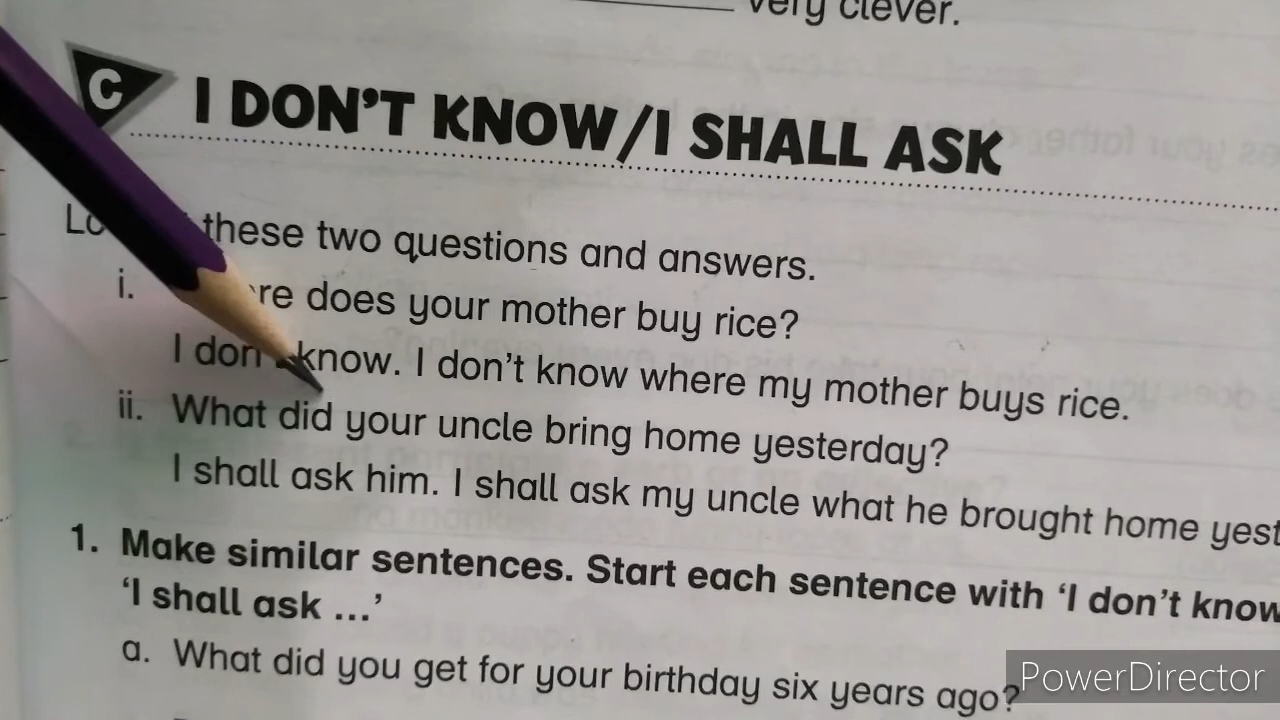 very clever.
C I DON'T KNOW/I SHALL ASK
these two questions and answers.
i. does your mother buy rice?
I know. I don't know where my mother buys rice.
ii. What did your uncle bring home yesterday?
I shall ask him. I shall ask my uncle what he brought home
1. Make similar sentences. Start each sentence with 'I don't know
'I shall ask ...'
a. What did you get for your birthday six years ago?
PowerDirector